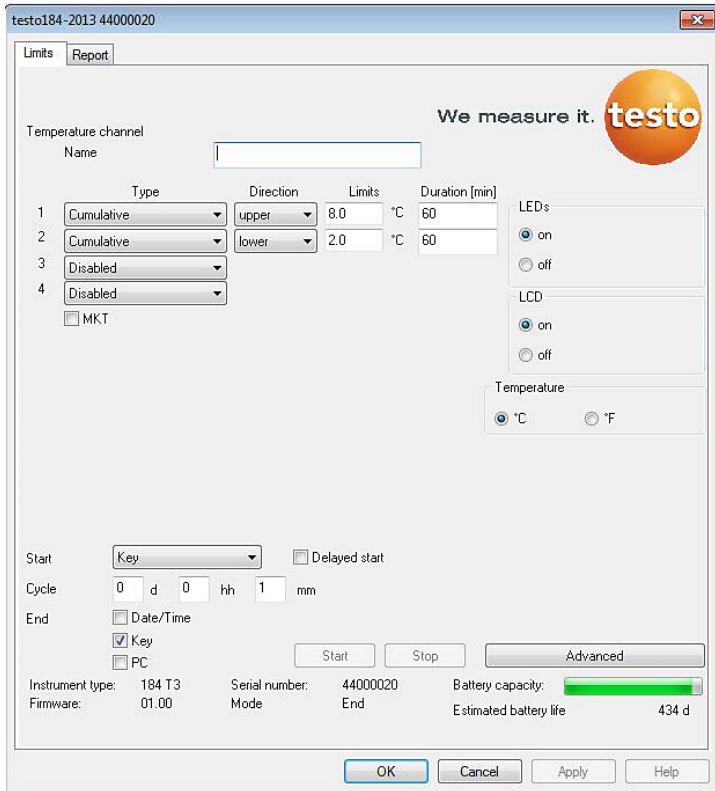 testo184-2013 44000020
Limits Report
We measure it. testo
Temperature channel
Name
Type Direction Limits Duration [min]
1 Cumulative upper 8.0 °C 60
2 Cumulative lower 2.0 °C 60
3 Disabled
4 Disabled
MKT
LEDs
on
off
LCD
on
off
Temperature
°C °F
Start Key Delayed start
Cycle 0 d 0 hh 1 mm
End Date/Time
Key
PC
Start Stop Advanced
Instrument type: 184 T3 Serial number: 44000020 Battery capacity:
Firmware: 01.00 Mode End Estimated battery life 434 d
OK Cancel Apply Help